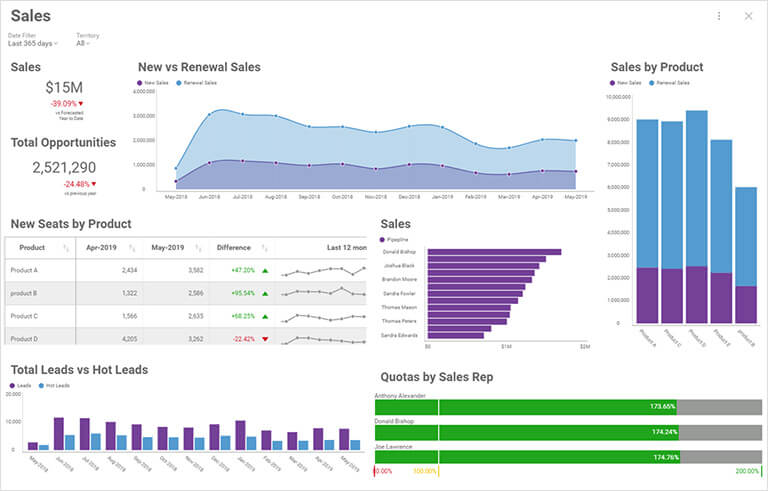 Sales
Date Filter
Last 365 days
Territory
All
Sales
$15M
-39.09%
vs Forecasted
Year to Date
Total Opportunities
2,521,290
-24.48%
vs previous year
New vs Renewal Sales
New Sales Renewal Sales
4,000,000
3,000,000
2,000,000
1,000,000
0
May-2018 Jun-2018 Jul-2018 Aug-2018 Sep-2018 Oct-2018 Nov-2018 Dec-2018 Jan-2019 Feb-2019 Mar-2019 Apr-2019 May-2019
Sales by Product
New Sales Renewal Sales
10,000,000
9,000,000
8,000,000
7,000,000
6,000,000
5,000,000
4,000,000
3,000,000
2,000,000
1,000,000
0
Product A Product C Product D Product E product B
New Seats by Product
Product Apr-2019 May-2019 Difference Last 12 mon
Product A 2,434 3,582 +47.20%
product B 1,322 2,586 +95.54%
Product C 1,566 2,635 +68.25%
Product D 4,205 3,262 -22.42%
Sales
Pipepline
Donald Bishop
Joshua Black
Brandon Moore
Sandra Fowler
Thomas Mason
Thomas Peters
Sandra Edwards
$0 $1M $2M
Total Leads vs Hot Leads
Leads Hot Leads
20,000
10,000
0
May-2018 Jun-2018 Jul-2018 Aug-2018 Sep-2018 Oct-2018 Nov-2018 Dec-2018 Jan-2019 Feb-2019 Mar-2019 Apr-2019 May-2019
Quotas by Sales Rep
Anthony Alexander
173.65%
Donald Bishop
174.24%
Joe Lawrence
174.76%
0.00% 100.00% 200.00%